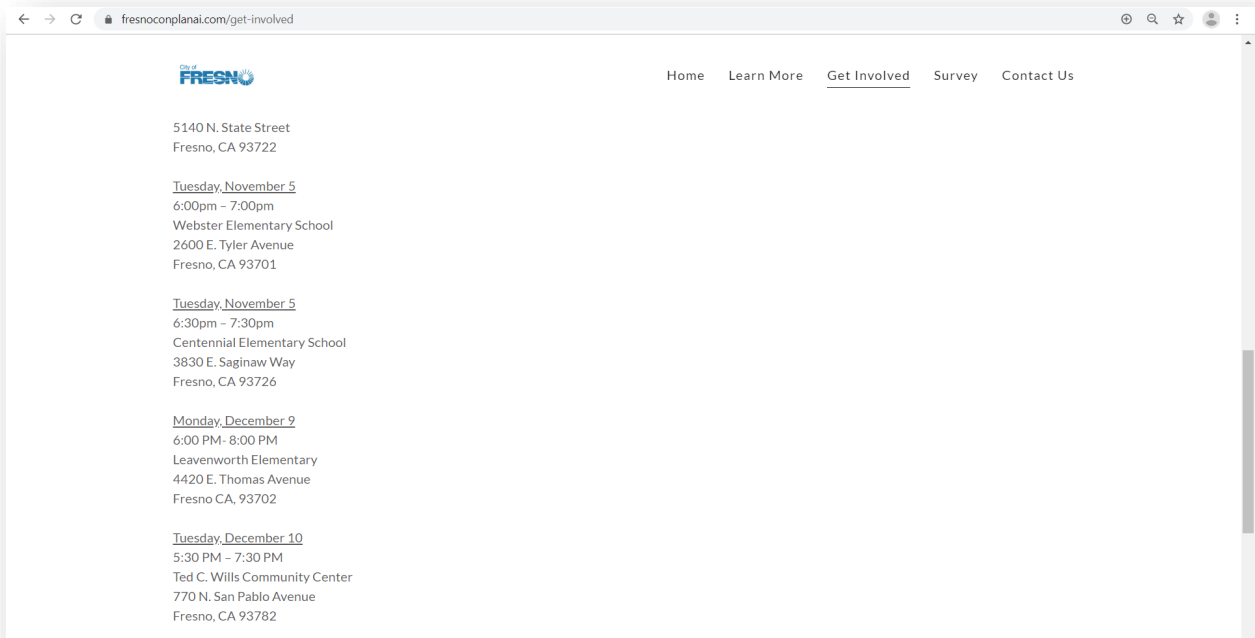 fresnoconplanai.com/get-involved
City of
FRESNO
Home Learn More Get Involved Survey Contact Us
5140 N. State Street
Fresno, CA 93722
Tuesday, November 5
6:00pm – 7:00pm
Webster Elementary School
2600 E. Tyler Avenue
Fresno, CA 93701
Tuesday, November 5
6:30pm – 7:30pm
Centennial Elementary School
3830 E. Saginaw Way
Fresno, CA 93726
Monday, December 9
6:00 PM- 8:00 PM
Leavenworth Elementary
4420 E. Thomas Avenue
Fresno CA, 93702
Tuesday, December 10
5:30 PM – 7:30 PM
Ted C. Wills Community Center
770 N. San Pablo Avenue
Fresno, CA 93782